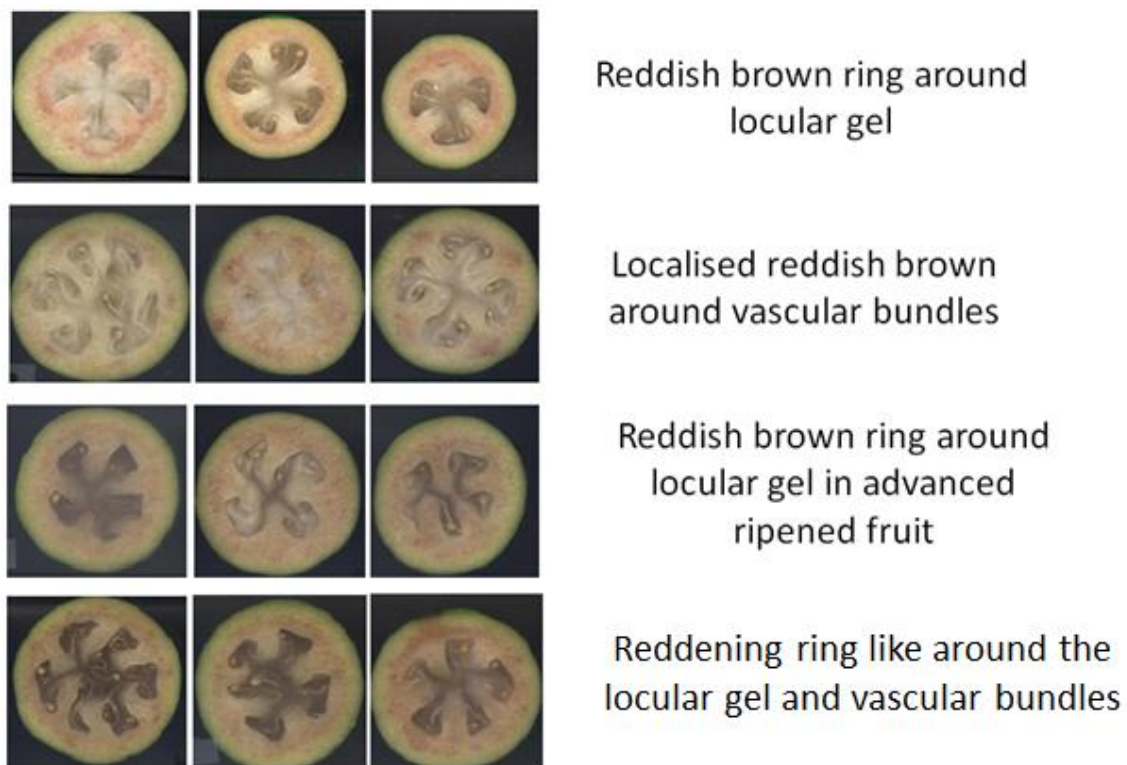 Reddish brown ring around
locular gel
Localised reddish brown
around vascular bundles
Reddish brown ring around
locular gel in advanced
ripened fruit
Reddening ring like around the
locular gel and vascular bundles